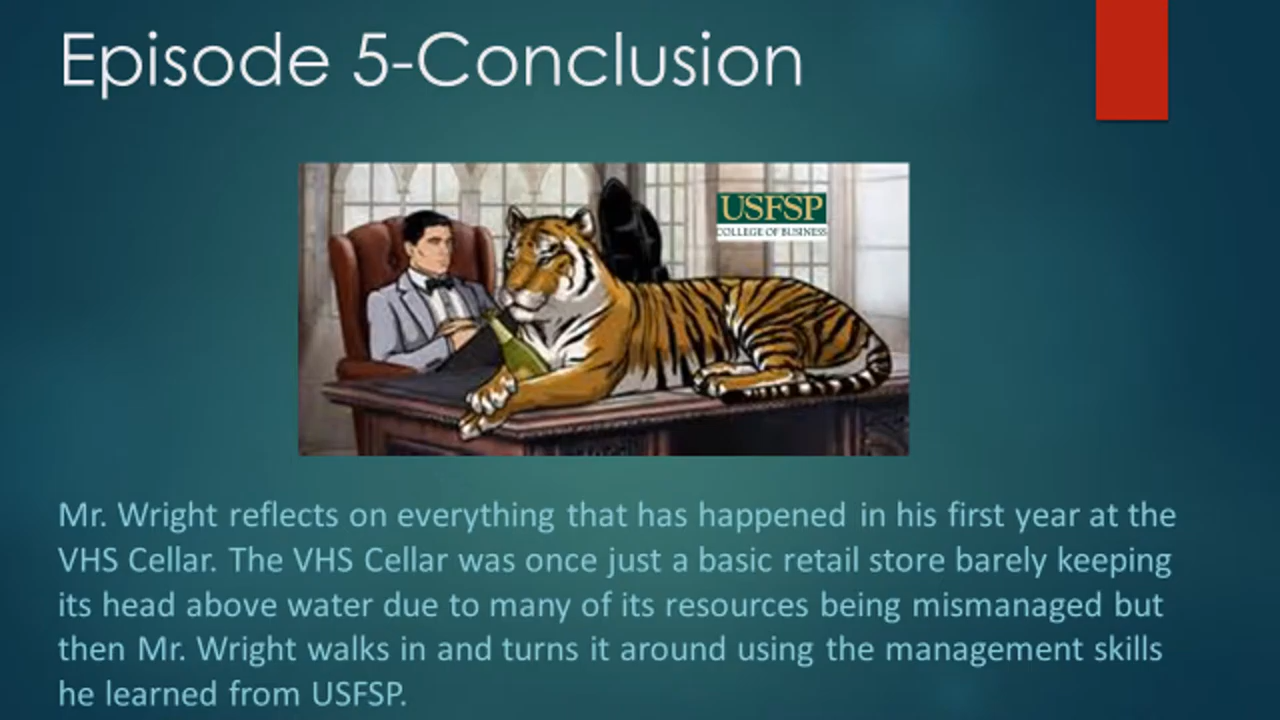 Episode 5-Conclusion
USFSP
COLLEGE OF BUSINESS
Mr. Wright reflects on everything that has happened in his first year at the
VHS Cellar. The VHS Cellar was once just a basic retail store barely keeping
its head above water due to many of its resources being mismanaged but
then Mr. Wright walks in and turns it around using the management skills
he learned from USFSP.